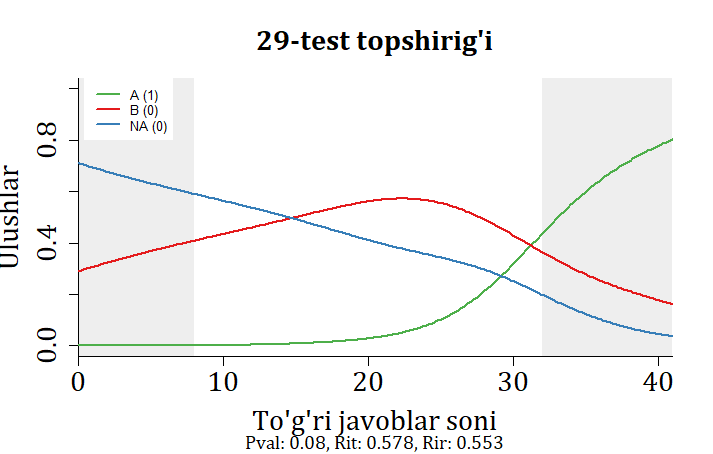 29-test topshirig'i
A (1)
B (0)
NA (0)
Ulushlar
0.0
0.4
0.8
0
10
20
30
40
To'g'ri javoblar soni
Pval: 0.08, Rit: 0.578, Rir: 0.553